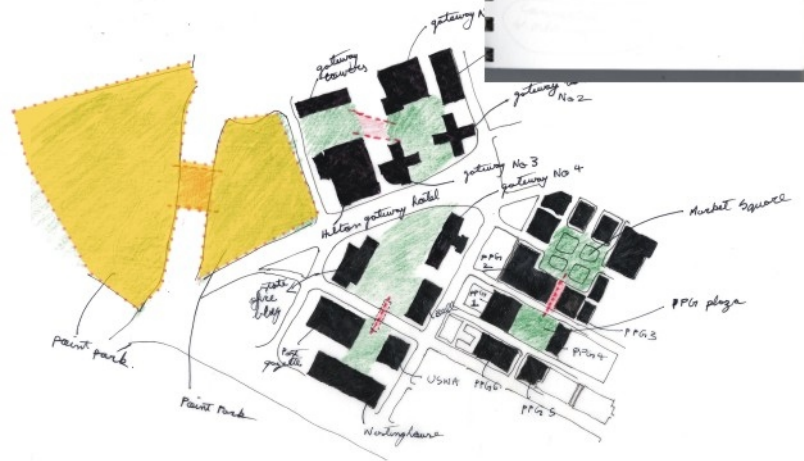 gateway
gateway
towers
gateway
No 2
gateway No 3
gateway No 4
Hilton gateway hotel
Market Square
PPG
2
PPG
1
PPG plaza
PPG 3
PPG 4
USWA
PPG 6
PPG 5
Westinghouse
Point Park.
Point Park